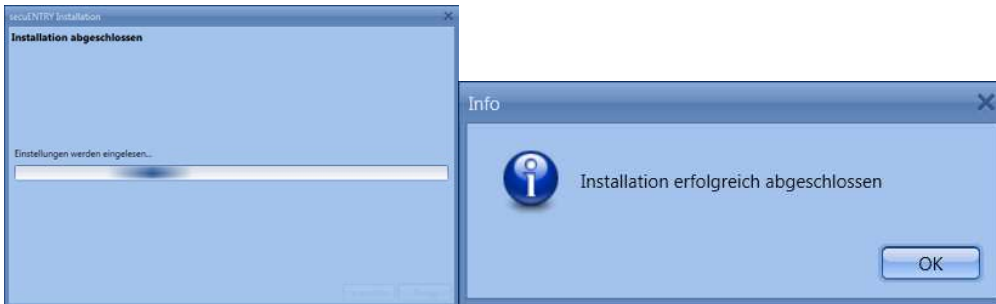 secuENTRY Installation
Installation abgeschlossen
Einstellungen werden eingelesen...
Info
Installation erfolgreich abgeschlossen
OK